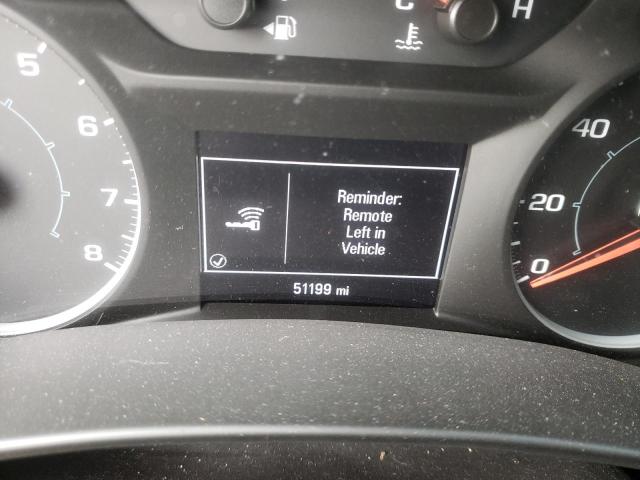 C H
5
6
7
8
Reminder:
Remote
Left in
Vehicle
51199 mi
40
20
0